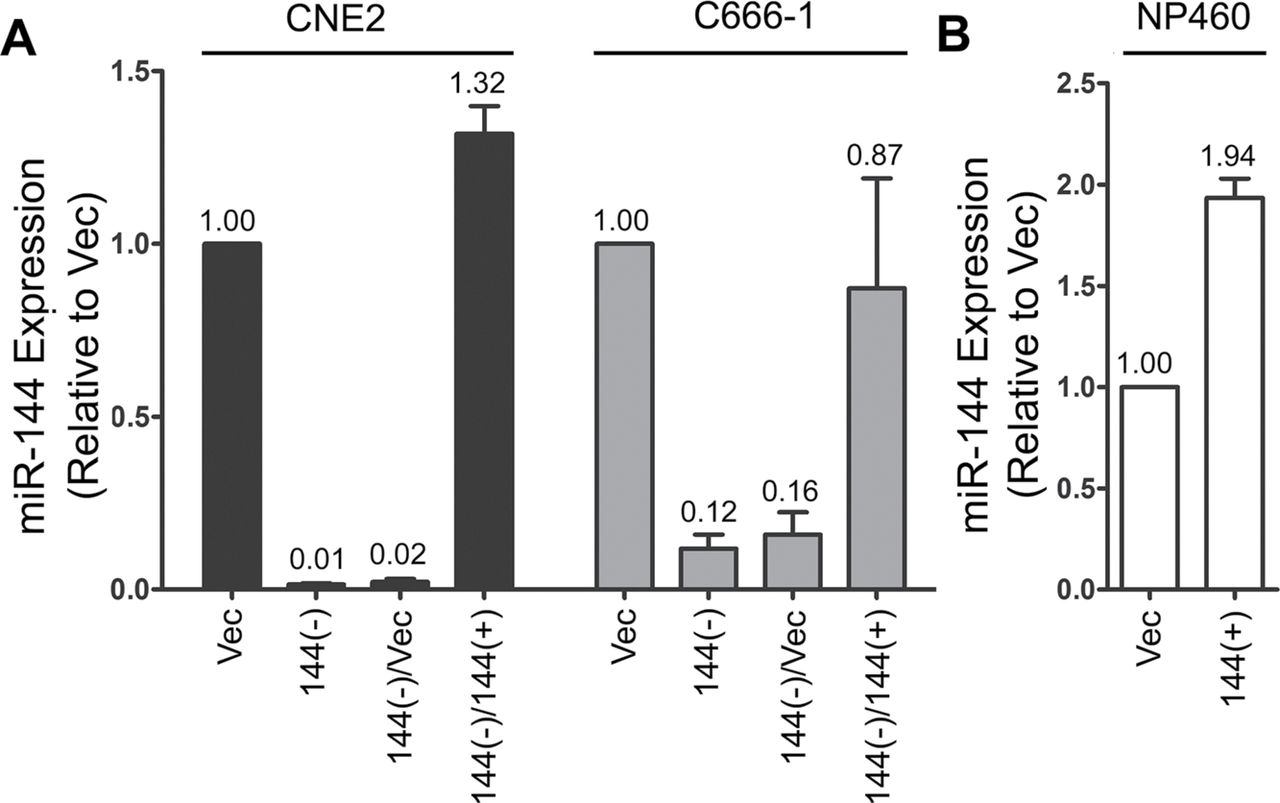 A
CNE2
C666-1
miR-144 Expression
(Relative to Vec)
1.5
1.0
0.5
0.0
1.00
0.01
0.02
1.32
1.00
0.12
0.16
0.87
Vec
144(-)
144(-)/Vec
144(-)/144(+)
Vec
144(-)
144(-)/Vec
144(-)/144(+)
B
NP460
miR-144 Expression
(Relative to Vec)
2.5
2.0
1.5
1.0
0.5
0.0
1.00
1.94
Vec
144(+)